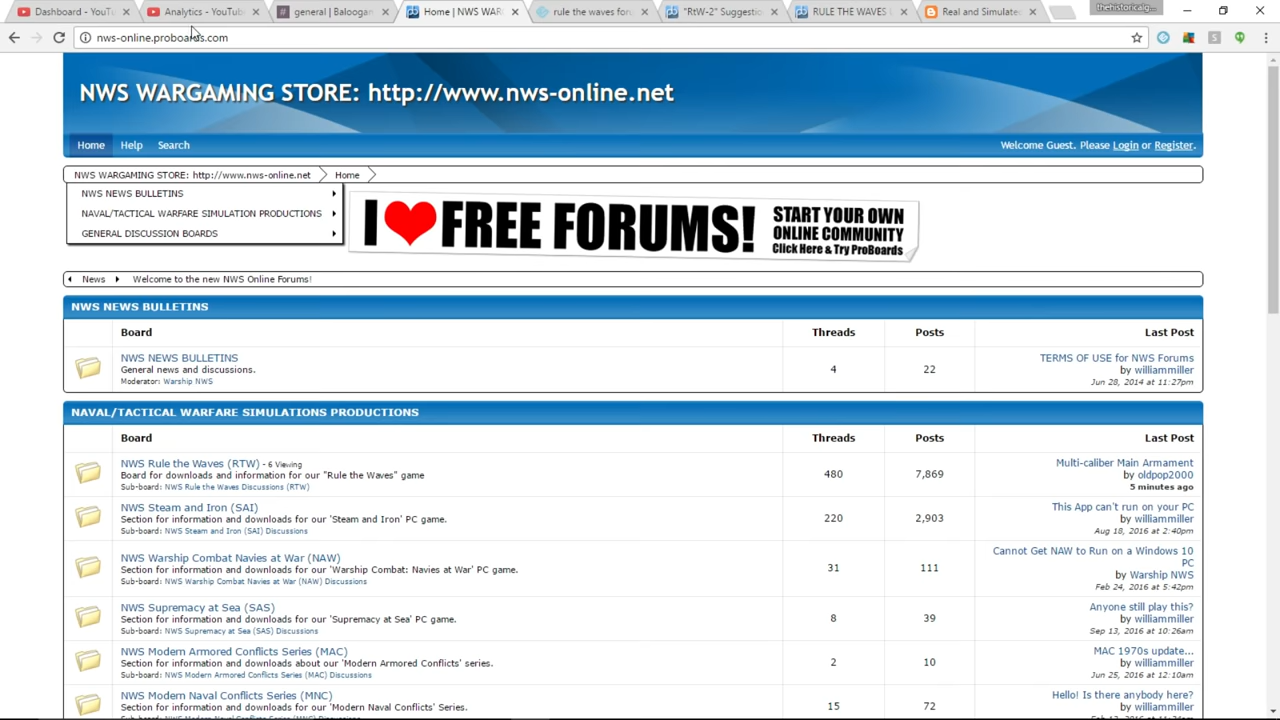 Dashboard - YouTu
Analytics - YouTub
general | Baloogan
Home | NWS WAR
rule the waves forun
"RtW-2" Suggestion
RULE THE WAVES I
Real and Simulated
thehistoricalg...
nws-online.proboards.com
NWS WARGAMING STORE: http://www.nws-online.net
Home Help Search
Welcome Guest. Please Login or Register.
NWS WARGAMING STORE: http://www.nws-online.net Home
NWS NEWS BULLETINS
NAVAL/TACTICAL WARFARE SIMULATION PRODUCTIONS
GENERAL DISCUSSION BOARDS
I FREE FORUMS!
START YOUR OWN
ONLINE COMMUNITY
Click Here & Try ProBoards
News Welcome to the new NWS Online Forums!
NWS NEWS BULLETINS
Board Threads Posts Last Post
NWS NEWS BULLETINS
General news and discussions.
Moderator: Warship NWS
4 22
TERMS OF USE for NWS Forums
by williammiller
Jun 28, 2014 at 11:27pm
NAVAL/TACTICAL WARFARE SIMULATIONS PRODUCTIONS
Board Threads Posts Last Post
NWS Rule the Waves (RTW) - 6 Viewing
Board for downloads and information for our "Rule the Waves" game
Sub-board: NWS Rule the Waves Discussions (RTW)
480 7,869
Multi-caliber Main Armament
by oldpop2000
5 minutes ago
NWS Steam and Iron (SAI)
Section for information and downloads for our 'Steam and Iron' PC game.
Sub-board: NWS Steam and Iron (SAI) Discussions
220 2,903
This App can't run on your PC
by williammiller
Aug 18, 2016 at 2:40pm
NWS Warship Combat Navies at War (NAW)
Section for information and downloads for our 'Warship Combat: Navies at War' PC game.
Sub-board: NWS Warship Combat Navies at War (NAW) Discussions
31 111
Cannot Get NAW to Run on a Windows 10
PC
by Warship NWS
Feb 24, 2016 at 5:42pm
NWS Supremacy at Sea (SAS)
Section for information and downloads for our 'Supremacy at Sea' PC game.
Sub-board: NWS Supremacy at Sea (SAS) Discussions
8 39
Anyone still play this?
by williammiller
Sep 13, 2016 at 10:26am
NWS Modern Armored Conflicts Series (MAC)
Section for information and downloads about our 'Modern Armored Conflicts' series.
Sub-board: NWS Modern Armored Conflicts Series (MAC) Discussions
2 10
MAC 1970s update...
by williammiller
Jun 25, 2016 at 12:10am
NWS Modern Naval Conflicts Series (MNC)
Section for information and downloads for our 'Modern Naval Conflicts' Series.
15 72
Hello! Is there anybody here?
by williammiller